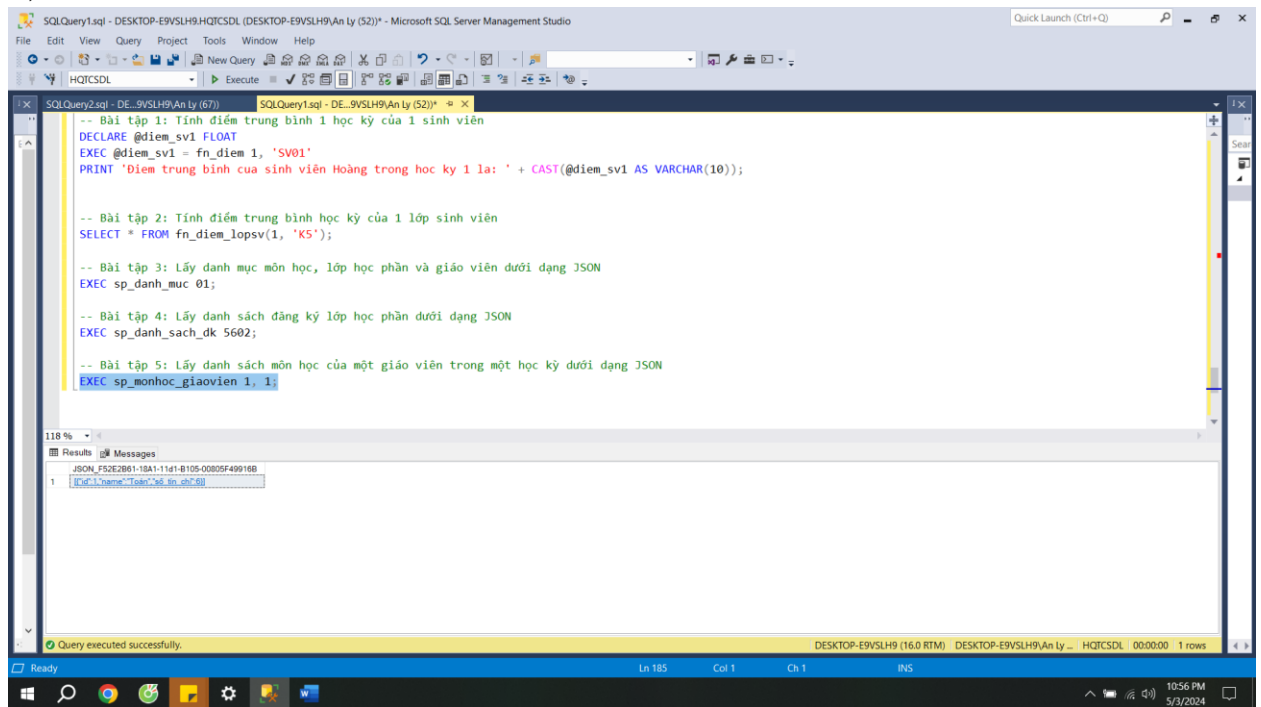 SQLQuery1.sql - DESKTOP-E9VSLH9.HQTCSDL (DESKTOP-E9VSLH9\An Ly (52))* - Microsoft SQL Server Management Studio
Quick Launch (Ctrl+Q)
File Edit View Query Project Tools Window Help
New Query
HQTCSDL Execute
SQLQuery2.sql - DE...9VSLH9\An Ly (67)) SQLQuery1.sql - DE...9VSLH9\An Ly (52))*
-- Bài tập 1: Tính điểm trung bình 1 học kỳ của 1 sinh viên
DECLARE @diem_sv1 FLOAT
EXEC @diem_sv1 = fn_diem 1, 'SV01'
PRINT 'Điem trung binh cua sinh viên Hoàng trong hoc ky 1 la: ' + CAST(@diem_sv1 AS VARCHAR(10));
-- Bài tập 2: Tính điểm trung bình học kỳ của 1 lớp sinh viên
SELECT * FROM fn_diem_lopsv(1, 'K5');
-- Bài tập 3: Lấy danh mục môn học, lớp học phần và giáo viên dưới dạng JSON
EXEC sp_danh_muc 01;
-- Bài tập 4: Lấy danh sách đăng ký lớp học phần dưới dạng JSON
EXEC sp_danh_sach_dk 5602;
-- Bài tập 5: Lấy danh sách môn học của một giáo viên trong một học kỳ dưới dạng JSON
EXEC sp_monhoc_giaovien 1, 1;
118 %
Results Messages
JSON_F52E2B61-18A1-11d1-B105-00805F49916B
1 [{"id":1,"name":"Toán","số_tín_chỉ":6}]
Query executed successfully.
DESKTOP-E9VSLH9 (16.0 RTM) DESKTOP-E9VSLH9\An Ly ... HQTCSDL 00:00:00 1 rows
Ready Ln 185 Col 1 Ch 1 INS
10:56 PM
5/3/2024